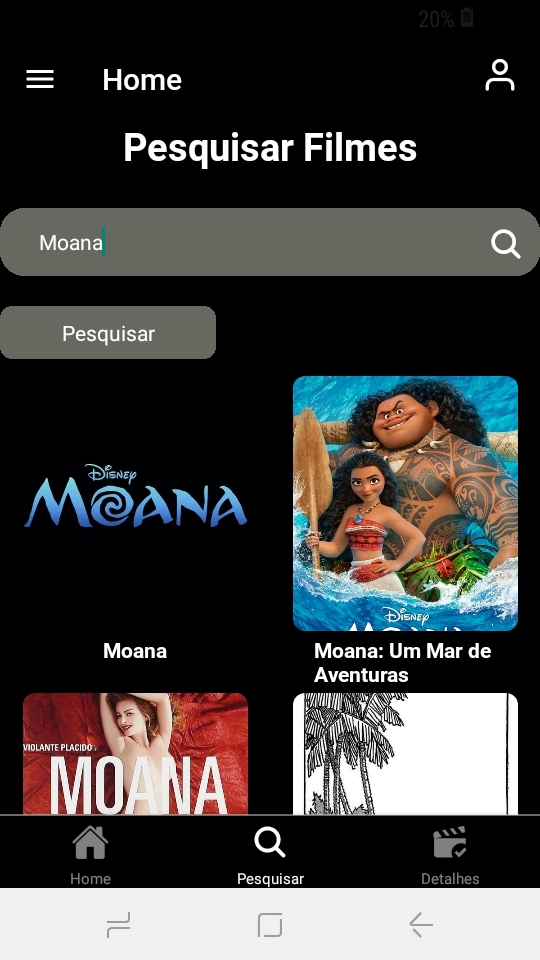 20%
Home
Pesquisar Filmes
Moana
Pesquisar
Disney
MOANA
Disney
Moana
Moana: Um Mar de
Aventuras
VIOLANTE PLACIDO
MOANA
Home
Pesquisar
Detalhes